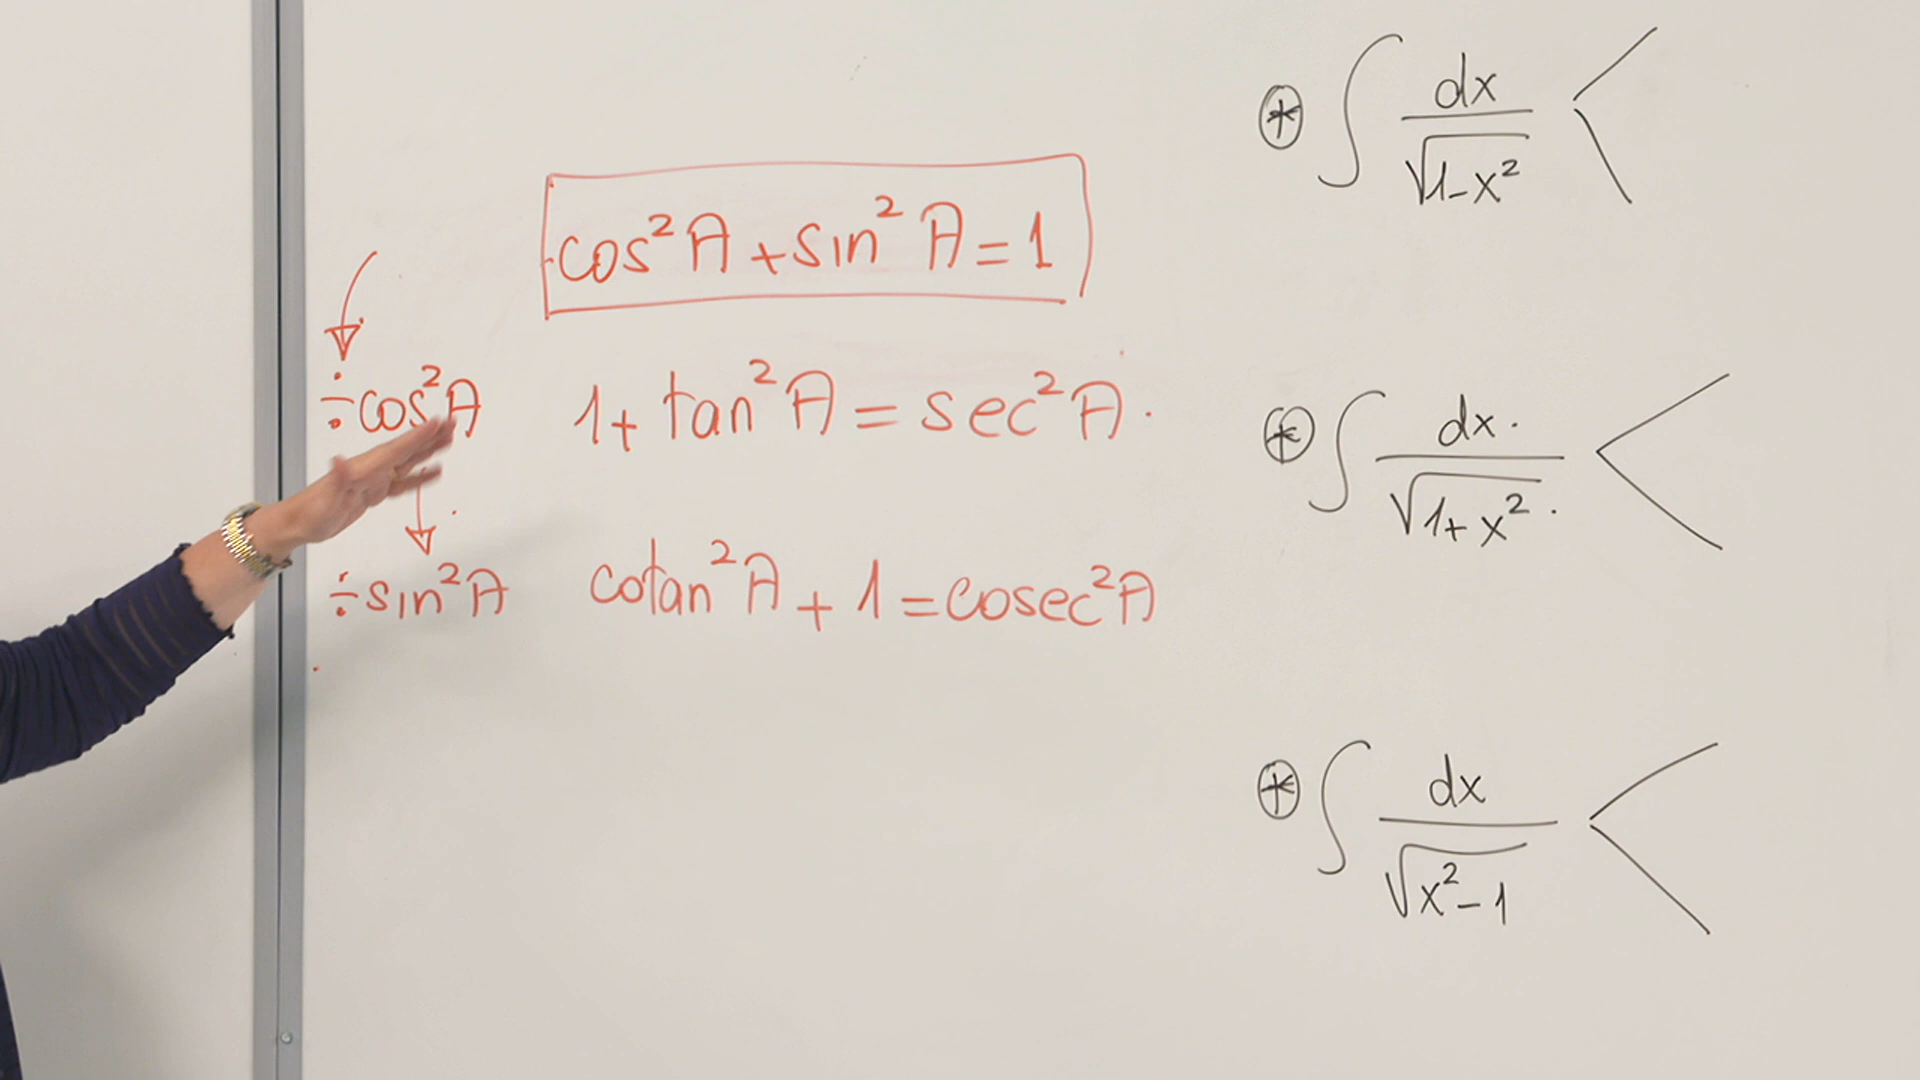 cos²A + sin²A = 1
÷cos²A 1 + tan²A = sec²A.
÷sin²A cotan²A + 1 = cosec²A
⊛ ∫ dx / √1-x²
⊛ ∫ dx. / √1+x².
⊛ ∫ dx / √x²-1